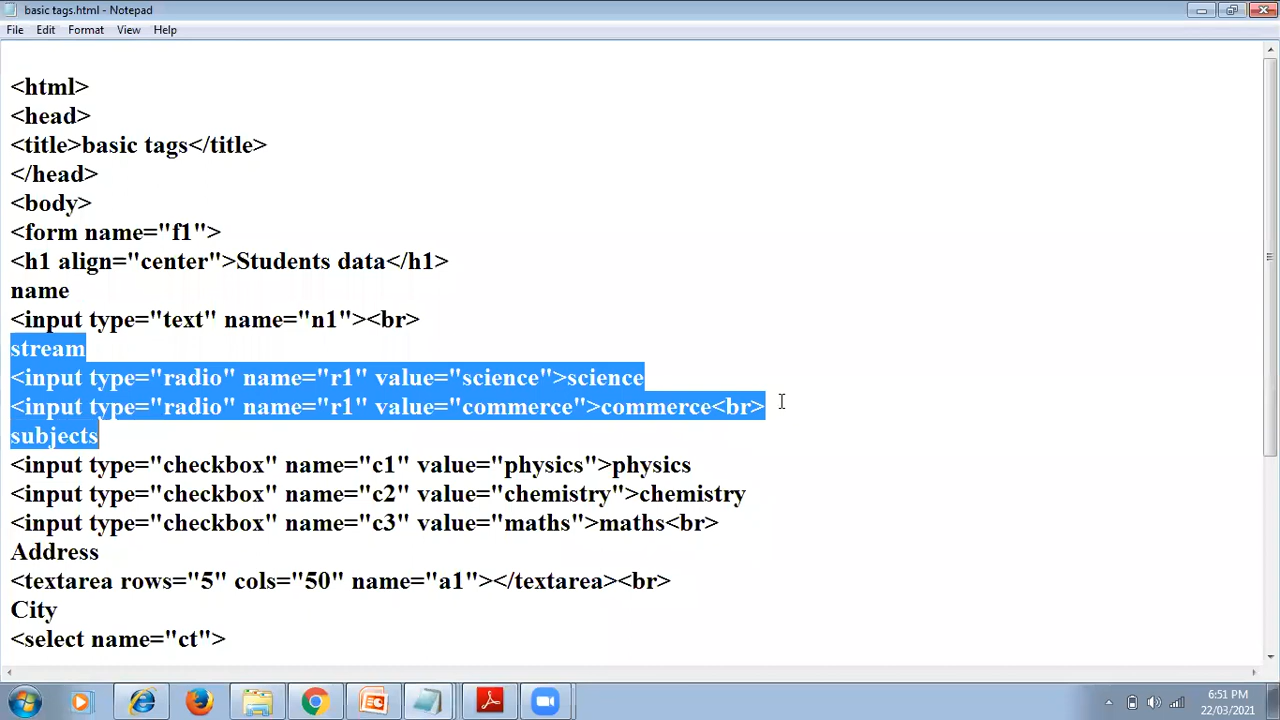 basic tags.html - Notepad
File Edit Format View Help
<html>
<head>
<title>basic tags</title>
</head>
<body>
<form name="f1">
<h1 align="center">Students data</h1>
name
<input type="text" name="n1"><br>
stream
<input type="radio" name="r1" value="science">science
<input type="radio" name="r1" value="commerce">commerce<br>
subjects
<input type="checkbox" name="c1" value="physics">physics
<input type="checkbox" name="c2" value="chemistry">chemistry
<input type="checkbox" name="c3" value="maths">maths<br>
Address
<textarea rows="5" cols="50" name="a1"></textarea><br>
City
<select name="ct">
6:51 PM
22/03/2021